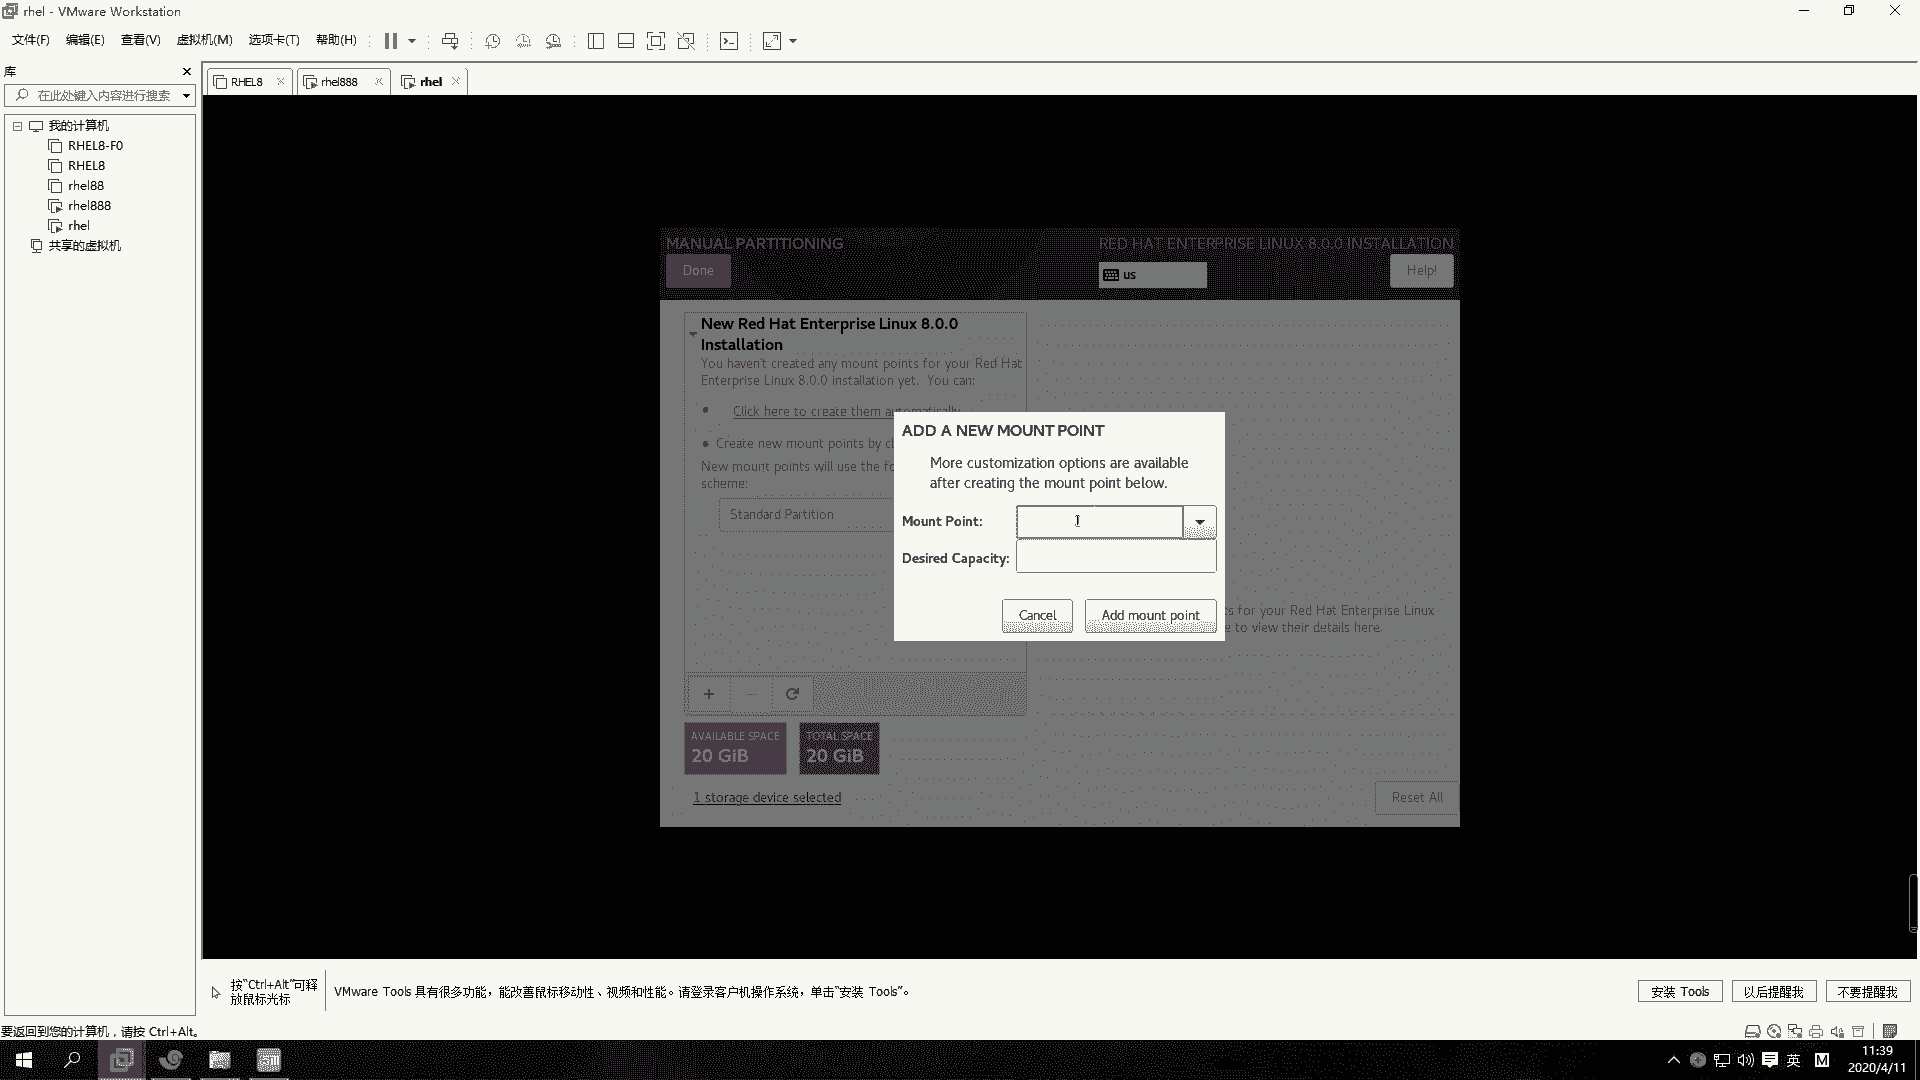 rhel - VMware Workstation
文件(F) 编辑(E) 查看(V) 虚拟机(M) 选项卡(T) 帮助(H)
库
在此处键入内容进行搜索
我的计算机
RHEL8-F0
RHEL8
rhel88
rhel888
rhel
共享的虚拟机
RHEL8 rhel888 rhel
MANUAL PARTITIONING
Done
RED HAT ENTERPRISE LINUX 8.0.0 INSTALLATION
us
Help!
New Red Hat Enterprise Linux 8.0.0
Installation
You haven't created any mount points for your Red Hat
Enterprise Linux 8.0.0 installation yet. You can:
Click here to create them automatically.
Create new mount points by cl
New mount points will use the fo
scheme:
Standard Partition
ADD A NEW MOUNT POINT
More customization options are available
after creating the mount point below.
Mount Point:
Desired Capacity:
Cancel
Add mount point
s for your Red Hat Enterprise Linux
e to view their details here.
AVAILABLE SPACE
20 GiB
TOTAL SPACE
20 GiB
1 storage device selected
Reset All
按"Ctrl+Alt"可释
放鼠标光标
VMware Tools 具有很多功能，能改善鼠标移动性、视频和性能。请登录客户机操作系统，单击"安装 Tools"。
安装 Tools
以后提醒我
不要提醒我
要返回到您的计算机，请按 Ctrl+Alt。
英
M
11:39
2020/4/11